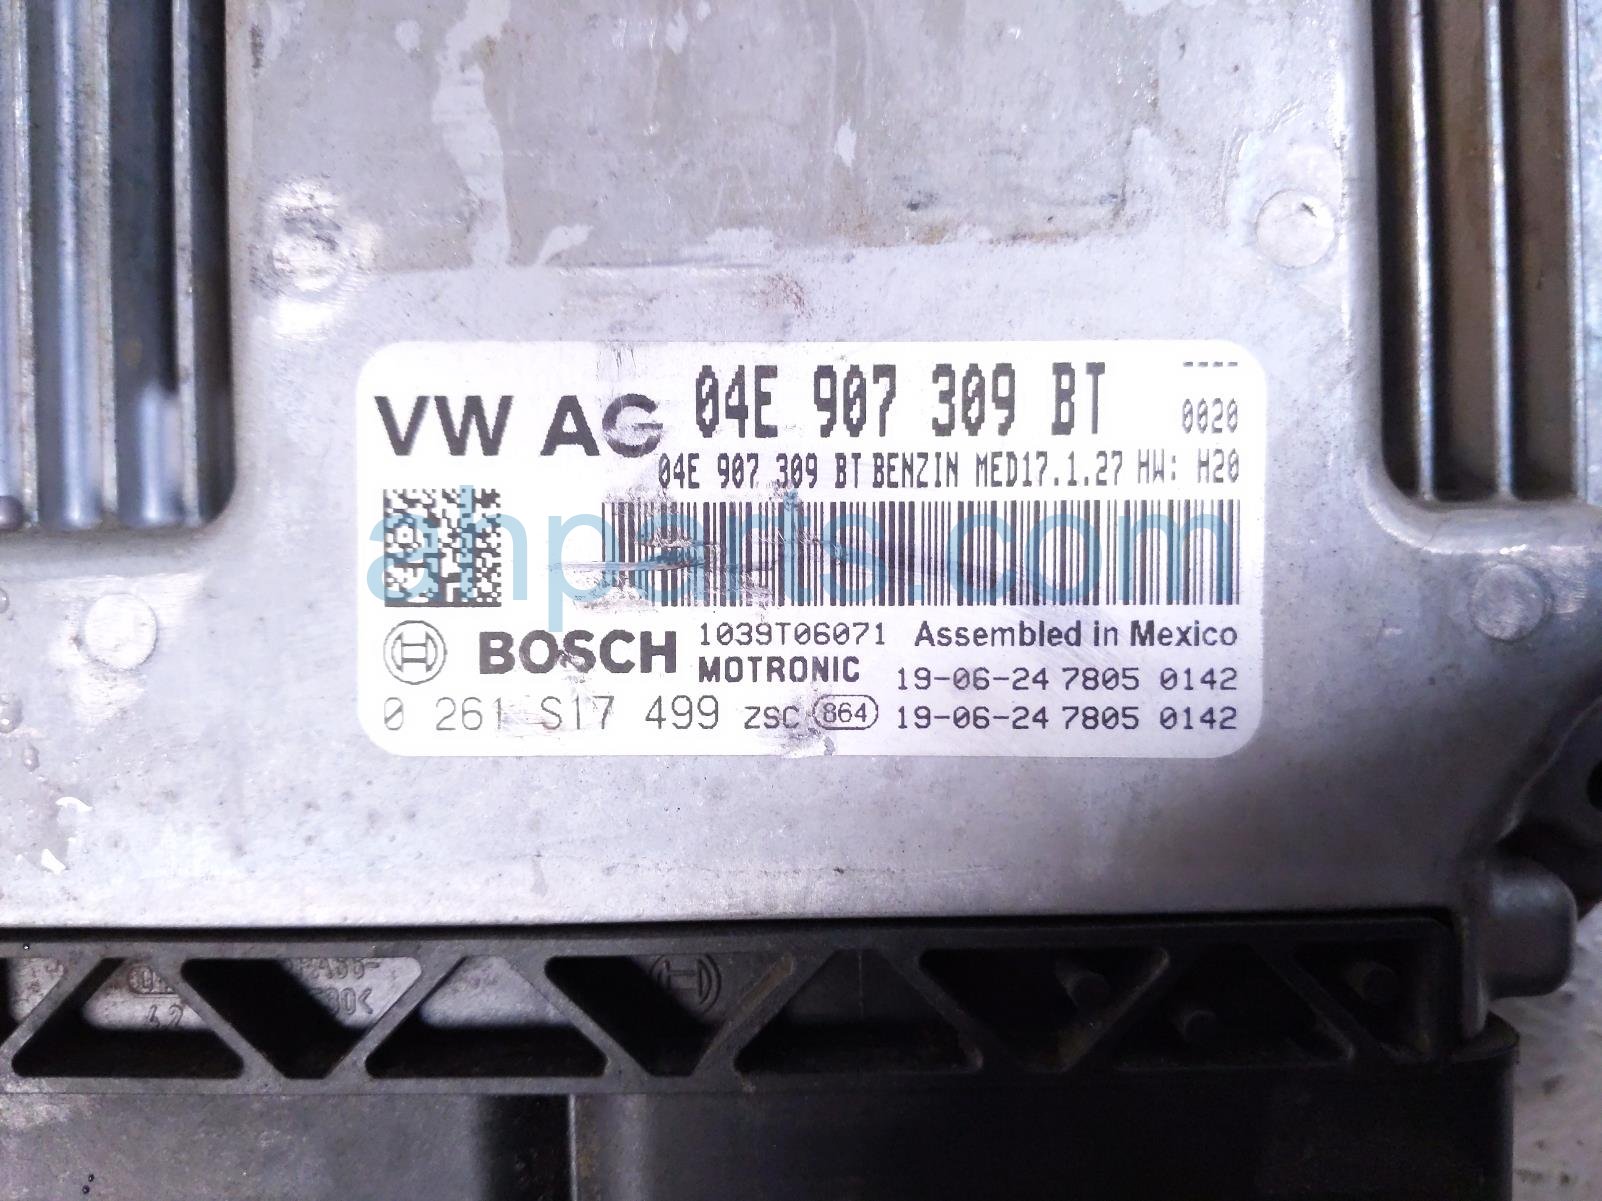 VW AG 04E 907 309 BT ----
0020
04E 907 309 BT BENZIN MED17.1.27 HW: H20
ahparts.com
BOSCH 1039T06071 Assembled in Mexico
MOTRONIC 19-06-24 7805 0142
0 261 S17 499 ZSC 864 19-06-24 7805 0142
42